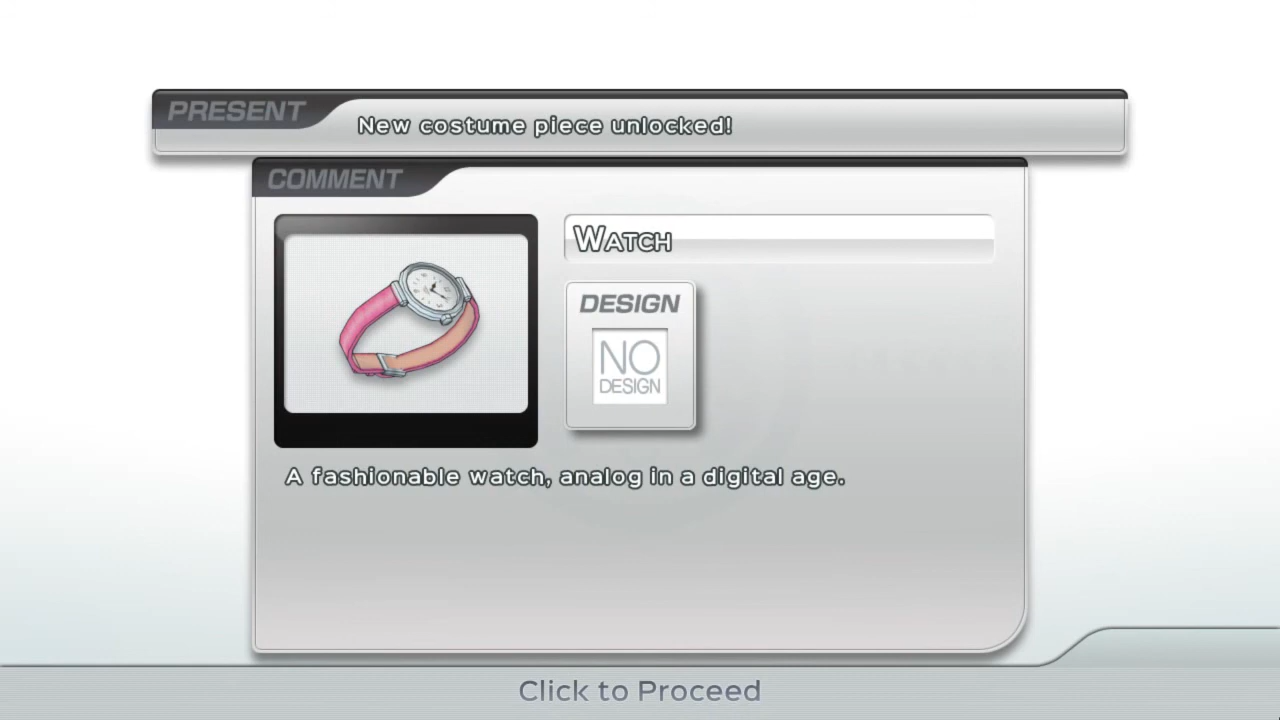 PRESENT
New costume piece unlocked!
COMMENT
WATCH
DESIGN
NO
DESIGN
A fashionable watch, analog in a digital age.
Click to Proceed